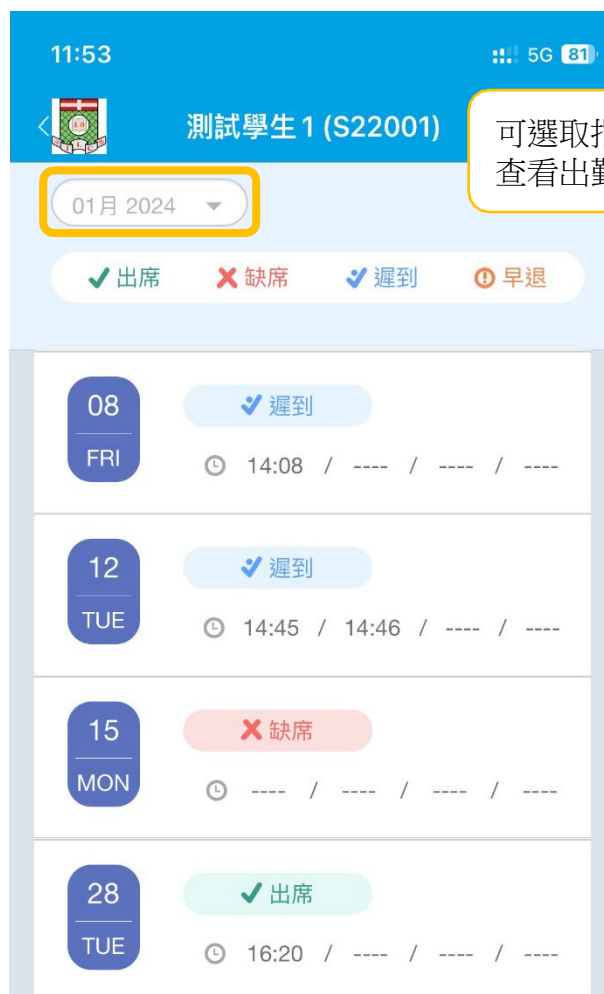 11:53 5G 81
測試學生1 (S22001)
可選取
查看出
01月 2024
出席 缺席 遲到 早退
08
FRI
遲到
14:08 / ---- / ---- / ----
12
TUE
遲到
14:45 / 14:46 / ---- / ----
15
MON
缺席
---- / ---- / ---- / ----
28
TUE
出席
16:20 / ---- / ---- / ----